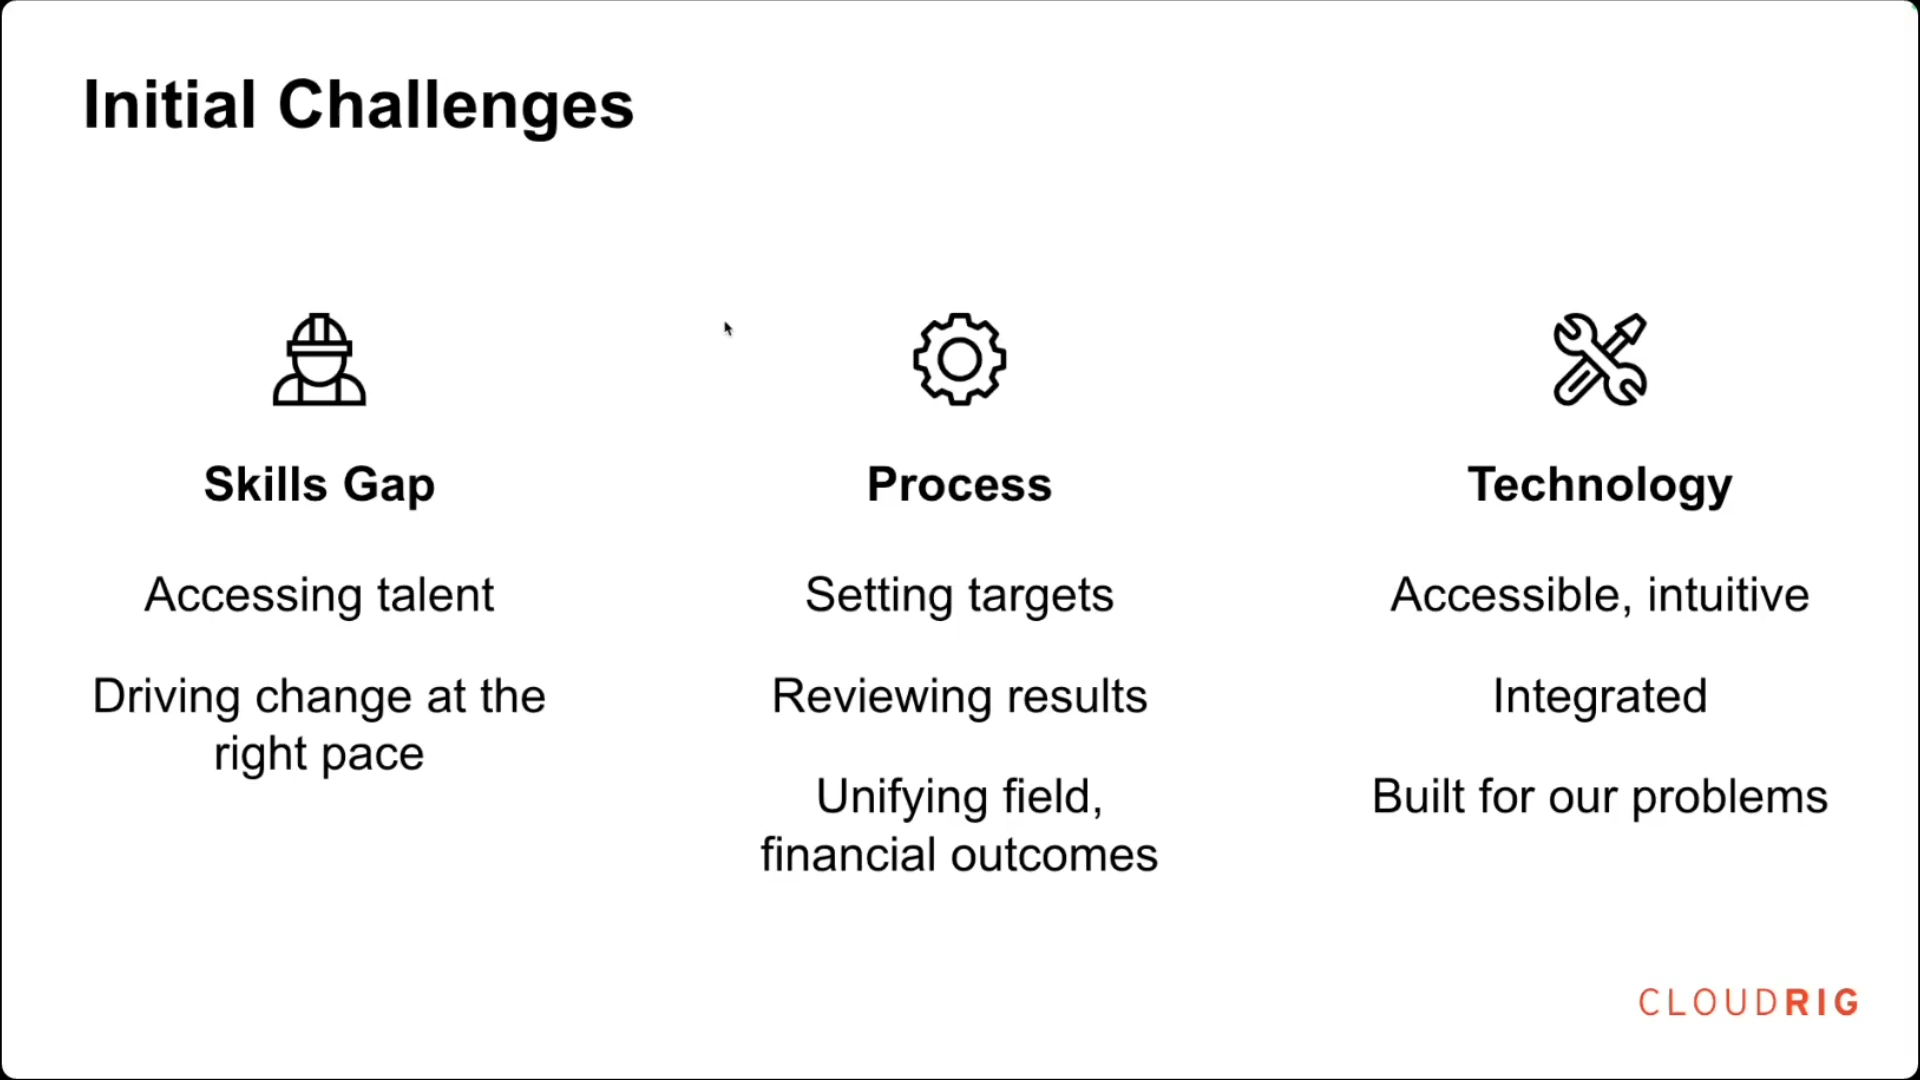 Initial Challenges
Skills Gap
Accessing talent
Driving change at the
right pace
Process
Setting targets
Reviewing results
Unifying field,
financial outcomes
Technology
Accessible, intuitive
Integrated
Built for our problems
CLOUDRIG